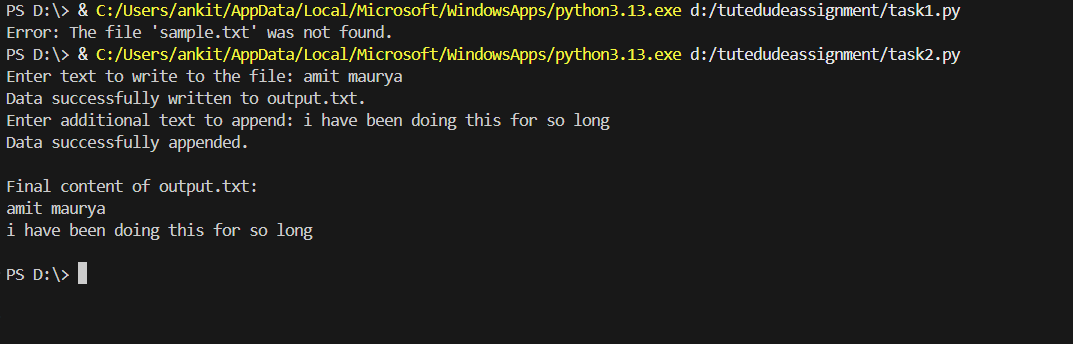 PS D:\> & C:/Users/ankit/AppData/Local/Microsoft/WindowsApps/python3.13.exe d:/tutedudeassignment/task1.py
Error: The file 'sample.txt' was not found.
PS D:\> & C:/Users/ankit/AppData/Local/Microsoft/WindowsApps/python3.13.exe d:/tutedudeassignment/task2.py
Enter text to write to the file: amit maurya
Data successfully written to output.txt.
Enter additional text to append: i have been doing this for so long
Data successfully appended.
Final content of output.txt:
amit maurya
i have been doing this for so long
PS D:\>